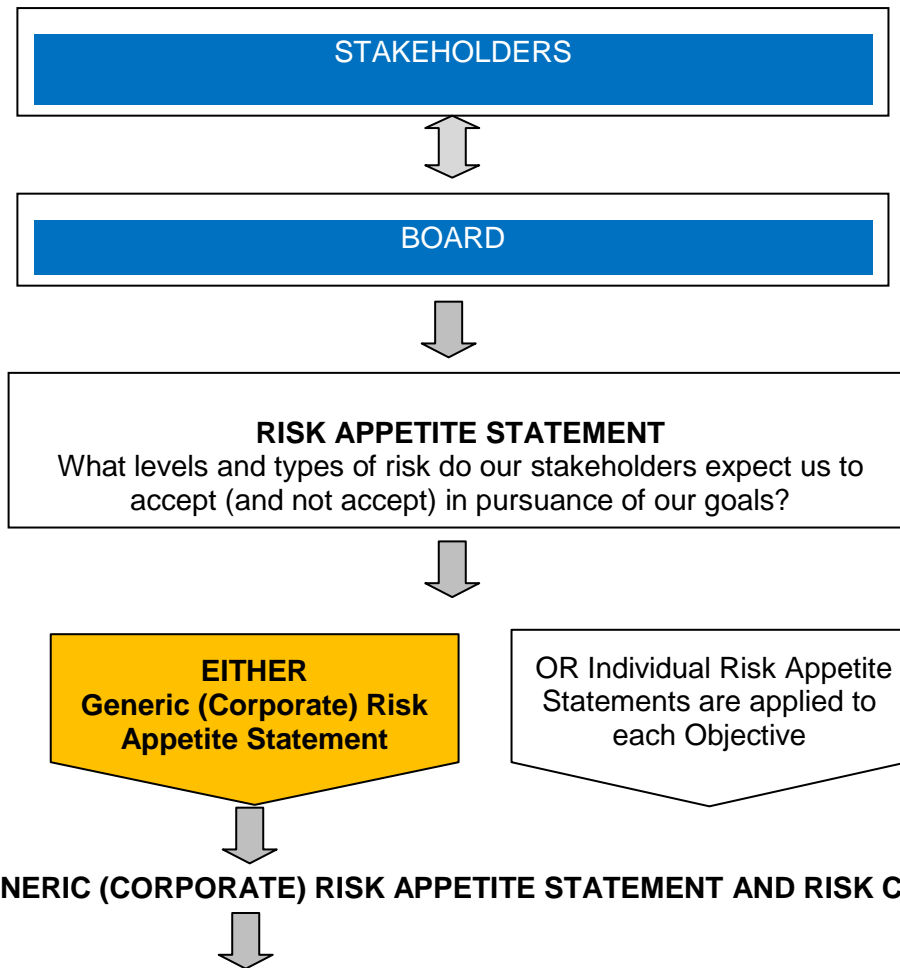 STAKEHOLDERS
BOARD
RISK APPETITE STATEMENT
What levels and types of risk do our stakeholders expect us to
accept (and not accept) in pursuance of our goals?
EITHER
Generic (Corporate) Risk
Appetite Statement
OR Individual Risk Appetite
Statements are applied to
each Objective
NERIC (CORPORATE) RISK APPETITE STATEMENT AND RISK C